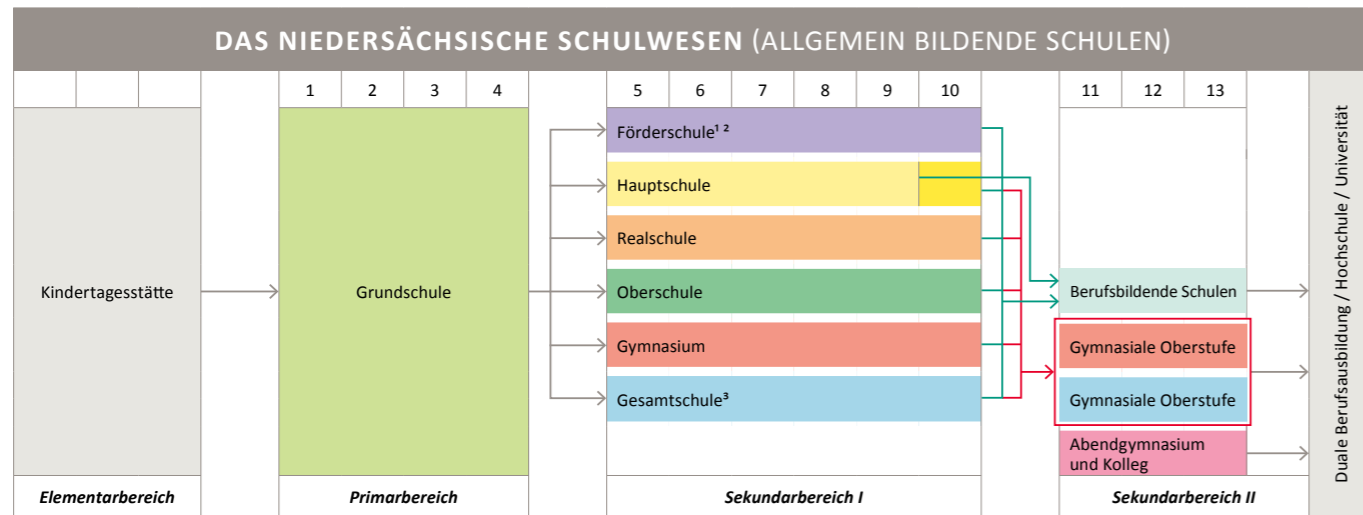 DAS NIEDERSÄCHSISCHE SCHULWESEN (ALLGEMEIN BILDENDE SCHULEN)
1 2 3 4 5 6 7 8 9 10 11 12 13
Kindertagesstätte
Grundschule
Förderschule¹ ²
Hauptschule
Realschule
Oberschule
Gymnasium
Gesamtschule³
Berufsbildende Schulen
Gymnasiale Oberstufe
Gymnasiale Oberstufe
Abendgymnasium
und Kolleg
Duale Berufsausbildung / Hochschule / Universität
Elementarbereich
Primarbereich
Sekundarbereich I
Sekundarbereich II